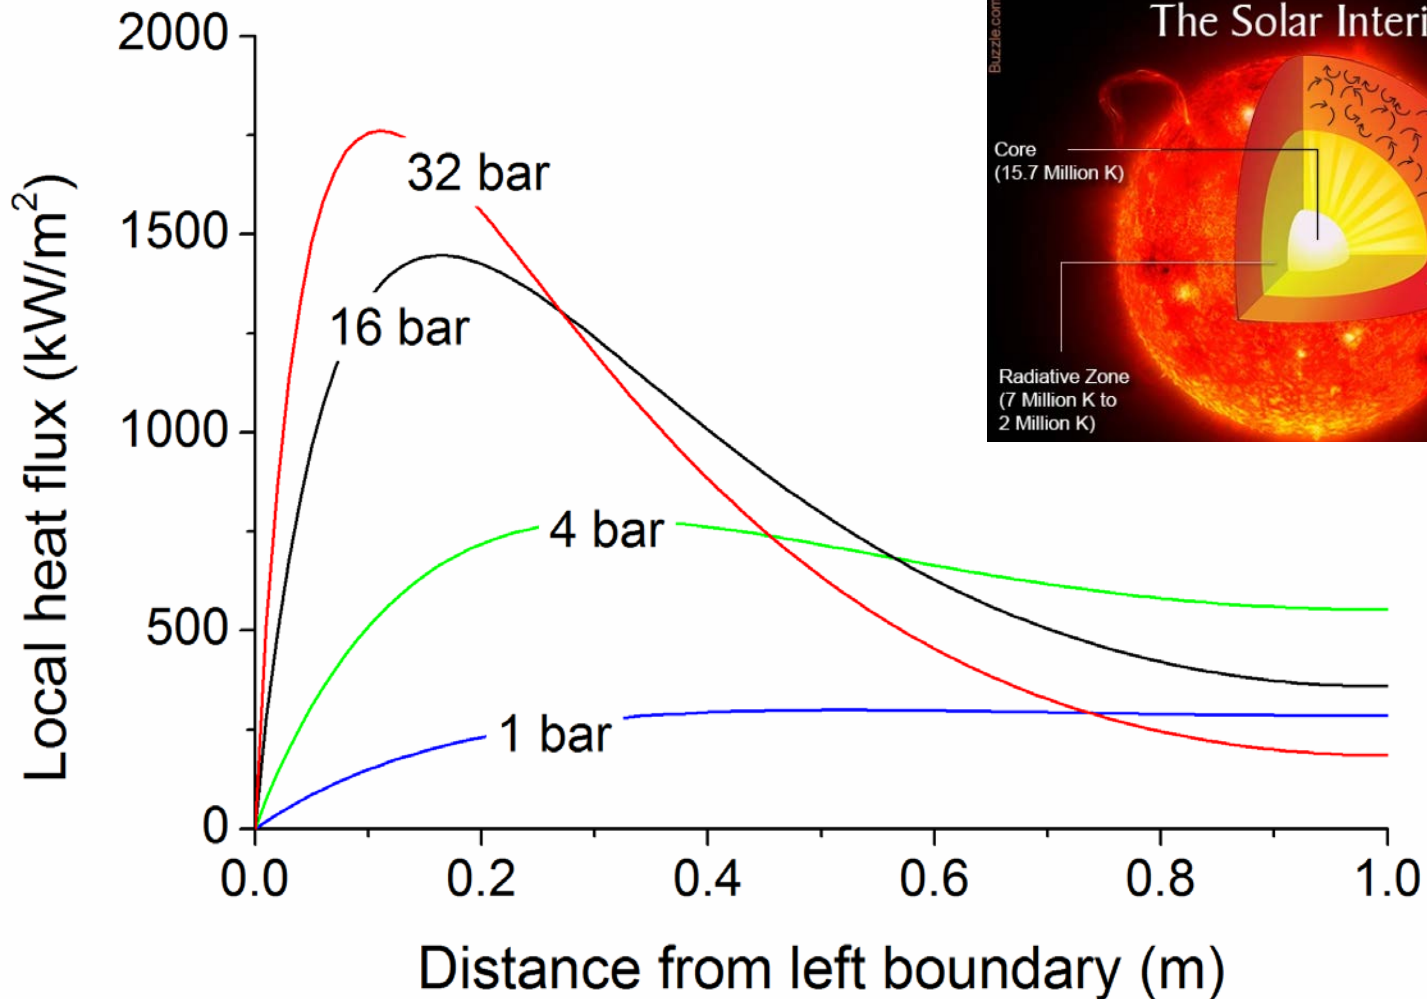 2000
1500
1000
500
0
Local heat flux (kW/m²)
32 bar
16 bar
4 bar
1 bar
0.0 0.2 0.4 0.6 0.8 1.0
Distance from left boundary (m)
Buzzle.com
The Solar Interi
Core
(15.7 Million K)
Radiative Zone
(7 Million K to
2 Million K)